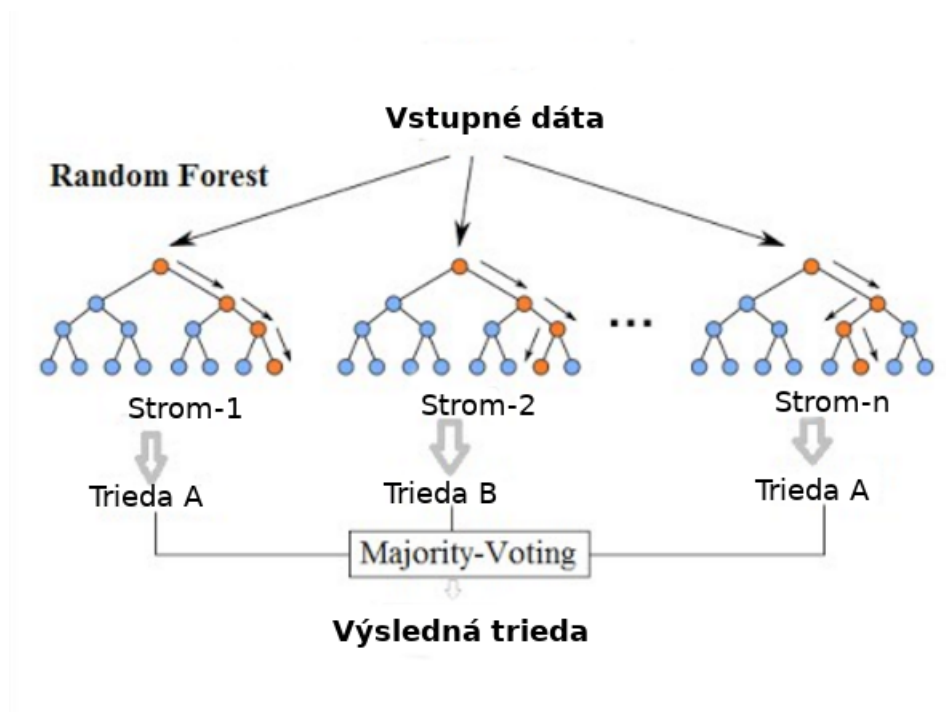 Vstupné dáta
Random Forest
...
Strom-1
Strom-2
Strom-n
Trieda A
Trieda B
Trieda A
Majority-Voting
Výsledná trieda